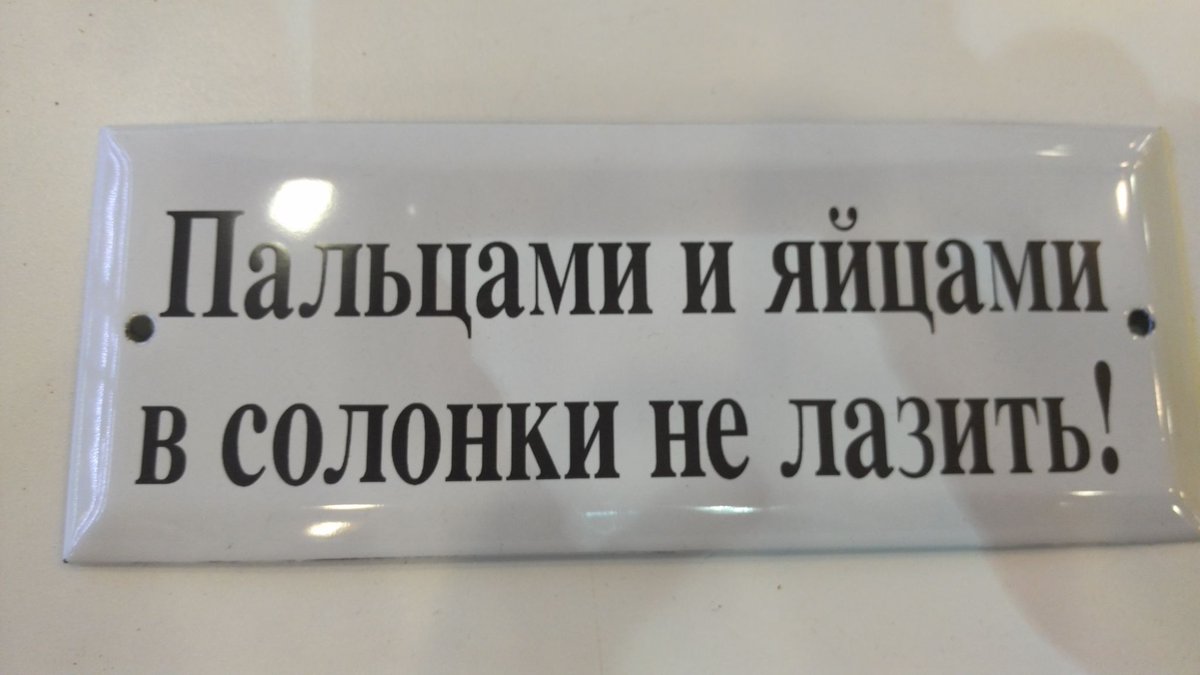 Пальцами и яйцами
в солонки не лазить!